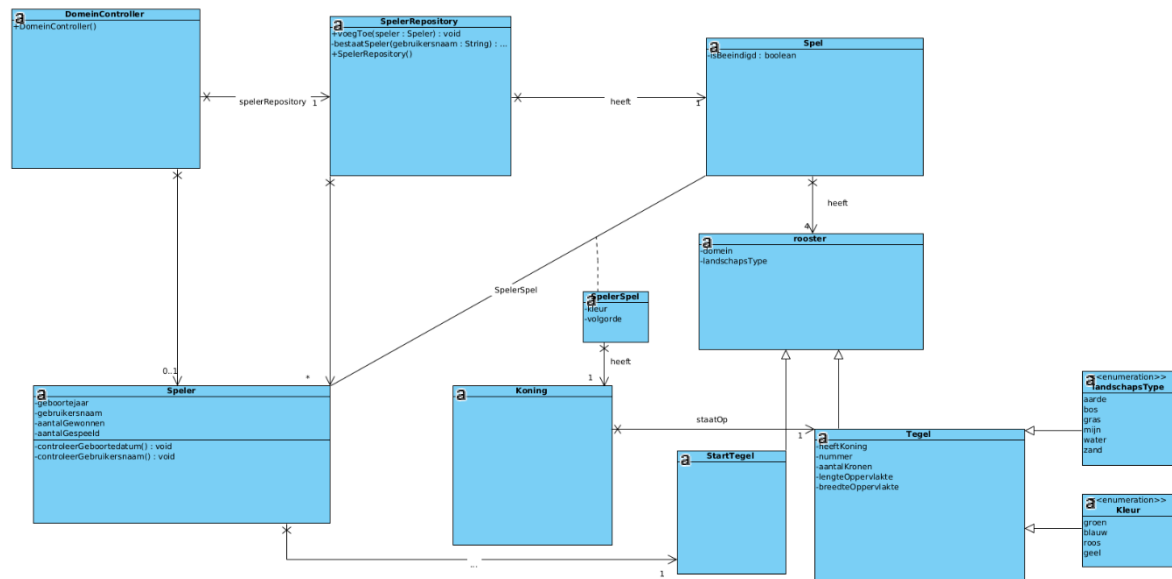 DomeinController
+DomeinController()
SpelerRepository
+voegToe(speler : Speler) : void
-bestaatSpeler(gebruikersnaam : String) : ...
+SpelerRepository()
Spel
-isBeeindigd : boolean
spelerRepository
1
heeft
1
heeft
4
rooster
-domein
-landschapsType
SpelerSpel
SpelerSpel
-kleur
-volgorde
heeft
1
0..1
*
Speler
-geboortejaar
-gebruikersnaam
-aantalGewonnen
-aantalGespeeld
-controleerGeboortedatum() : void
-controleerGebruikersnaam() : void
Koning
staatOp
1
StartTegel
Tegel
-heeftKoning
-nummer
-aantalKronen
-lengteOppervlakte
-breedteOppervlakte
<<enumeration>>
landschapsType
aarde
bos
gras
mijn
water
zand
<<enumeration>>
Kleur
groen
blauw
roos
geel
...
1